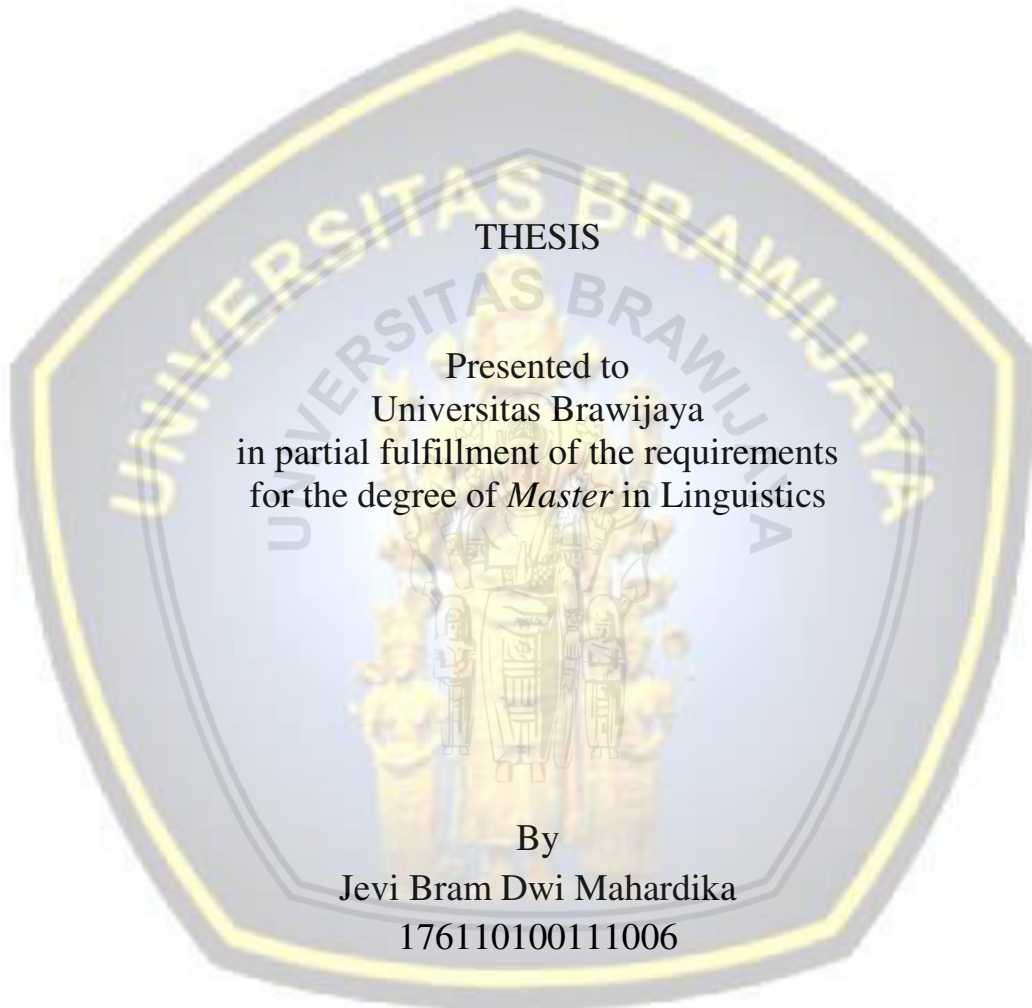 UNIVERSITAS BRAWIJAYA
UNIVERSITAS BRAWIJAYA
THESIS
Presented to
Universitas Brawijaya
in partial fulfillment of the requirements
for the degree of Master in Linguistics
By
Jevi Bram Dwi Mahardika
176110100111006